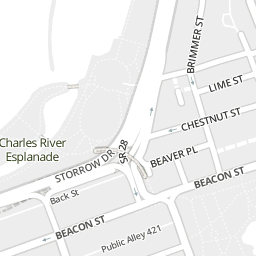 BRIMMER ST
LIME ST
CHESTNUT ST
Charles River
Esplanade
SR 28
STORROW DR
BEAVER PL
BEACON ST
Back St
BEACON ST
Public Alley 421